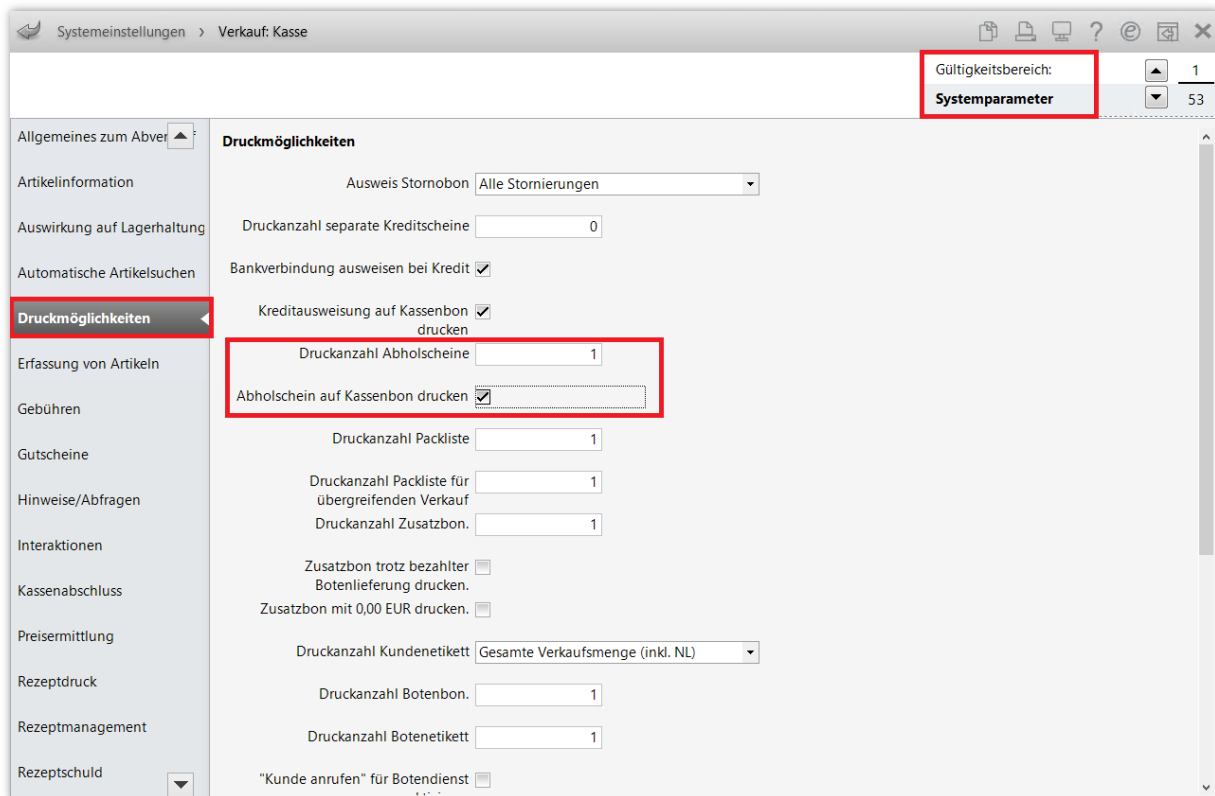 Systemeinstellungen > Verkauf: Kasse
Gültigkeitsbereich: 1
Systemparameter 53
Allgemeines zum
Artikelinformation
Auswirkung auf Lagerhaltung
Automatische Artikelsuchen
Druckmöglichkeiten
Erfassung von Artikeln
Gebühren
Gutscheine
Hinweise/Abfragen
Interaktionen
Kassenabschluss
Preisermittlung
Rezeptdruck
Rezeptmanagement
Rezeptschuld
Druckmöglichkeiten
Ausweis Stornobon Alle Stornierungen
Druckanzahl separate Kreditscheine 0
Bankverbindung ausweisen bei Kredit
Kreditausweisung auf Kassenbon
drucken
Druckanzahl Abholscheine 1
Abholschein auf Kassenbon drucken
Druckanzahl Packliste 1
Druckanzahl Packliste für 1
übergreifenden Verkauf
Druckanzahl Zusatzbon. 1
Zusatzbon trotz bezahlter
Botenlieferung drucken.
Zusatzbon mit 0,00 EUR drucken.
Druckanzahl Kundenetikett Gesamte Verkaufsmenge (inkl. NL)
Druckanzahl Botenbon. 1
Druckanzahl Botenetikett 1
"Kunde anrufen" für Botendienst